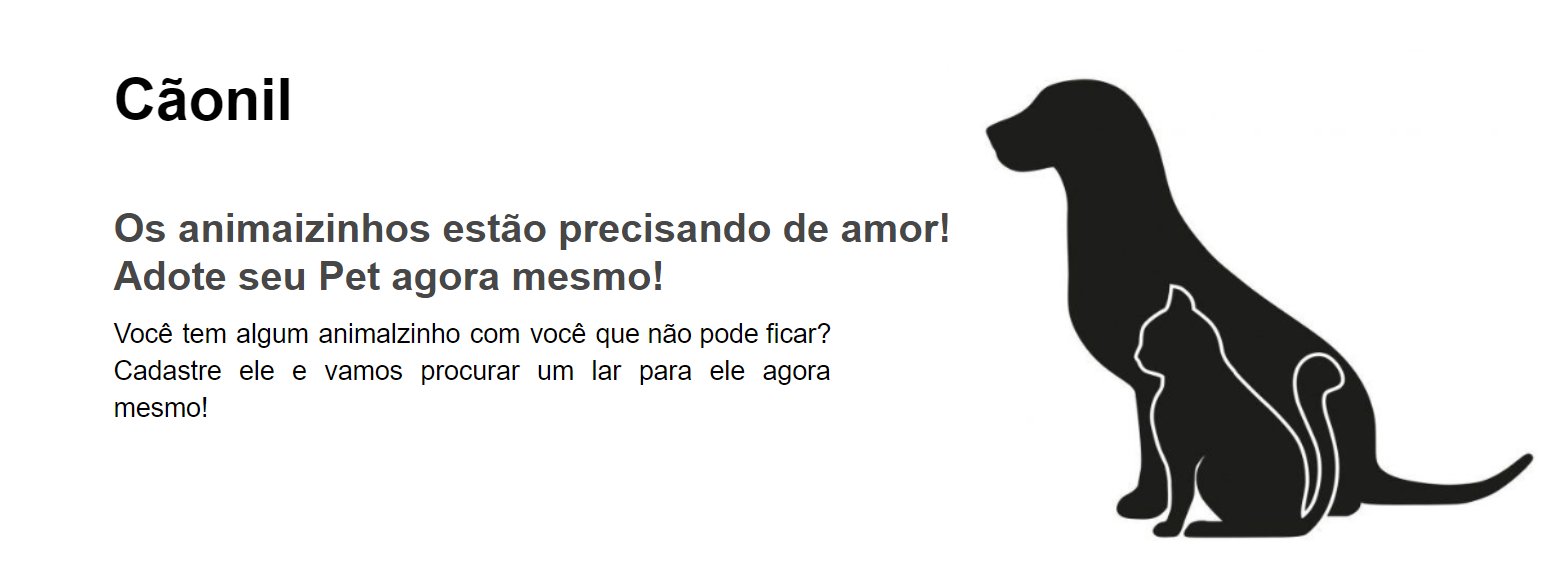 Cãonil
Os animaizinhos estão precisando de amor!
Adote seu Pet agora mesmo!
Você tem algum animalzinho com você que não pode ficar?
Cadastre ele e vamos procurar um lar para ele agora
mesmo!